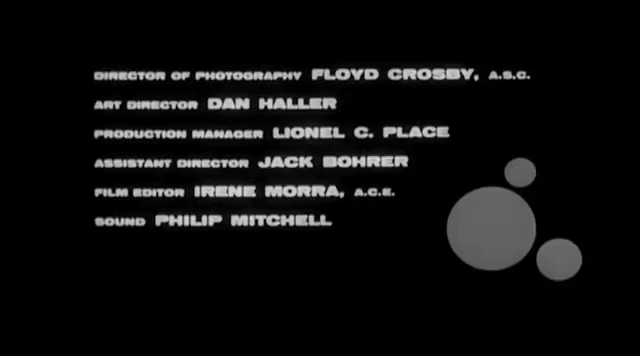 DIRECTOR OF PHOTOGRAPHY FLOYD CROSBY, A.S.C.
ART DIRECTOR DAN HALLER
PRODUCTION MANAGER LIONEL C. PLACE
ASSISTANT DIRECTOR JACK BOHRER
FILM EDITOR IRENE MORRA, A.C.E.
SOUND PHILIP MITCHELL